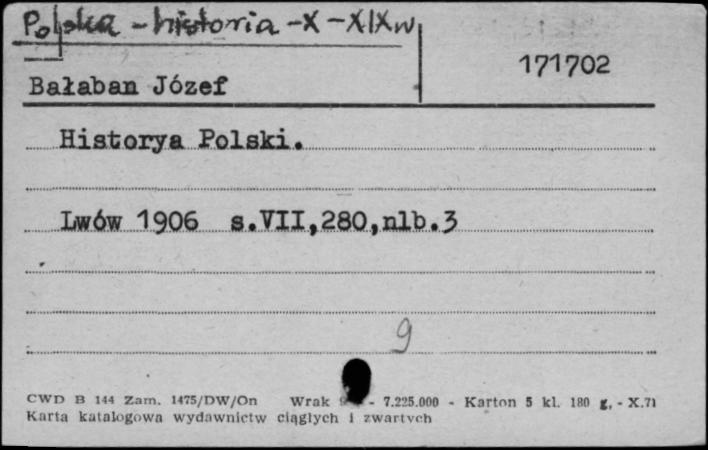 Polska - historia - X - XIX w
171702
Bałaban Józef
Historya Polski.
Lwów 1906 s.VII,280,nlb.3
9
CWD B 144 Zam. 1475/DW/On Wrak - 7.225.000 - Karton 5 kl. 180 g, - X.71
Karta katalogowa wydawnictw ciągłych i zwartych